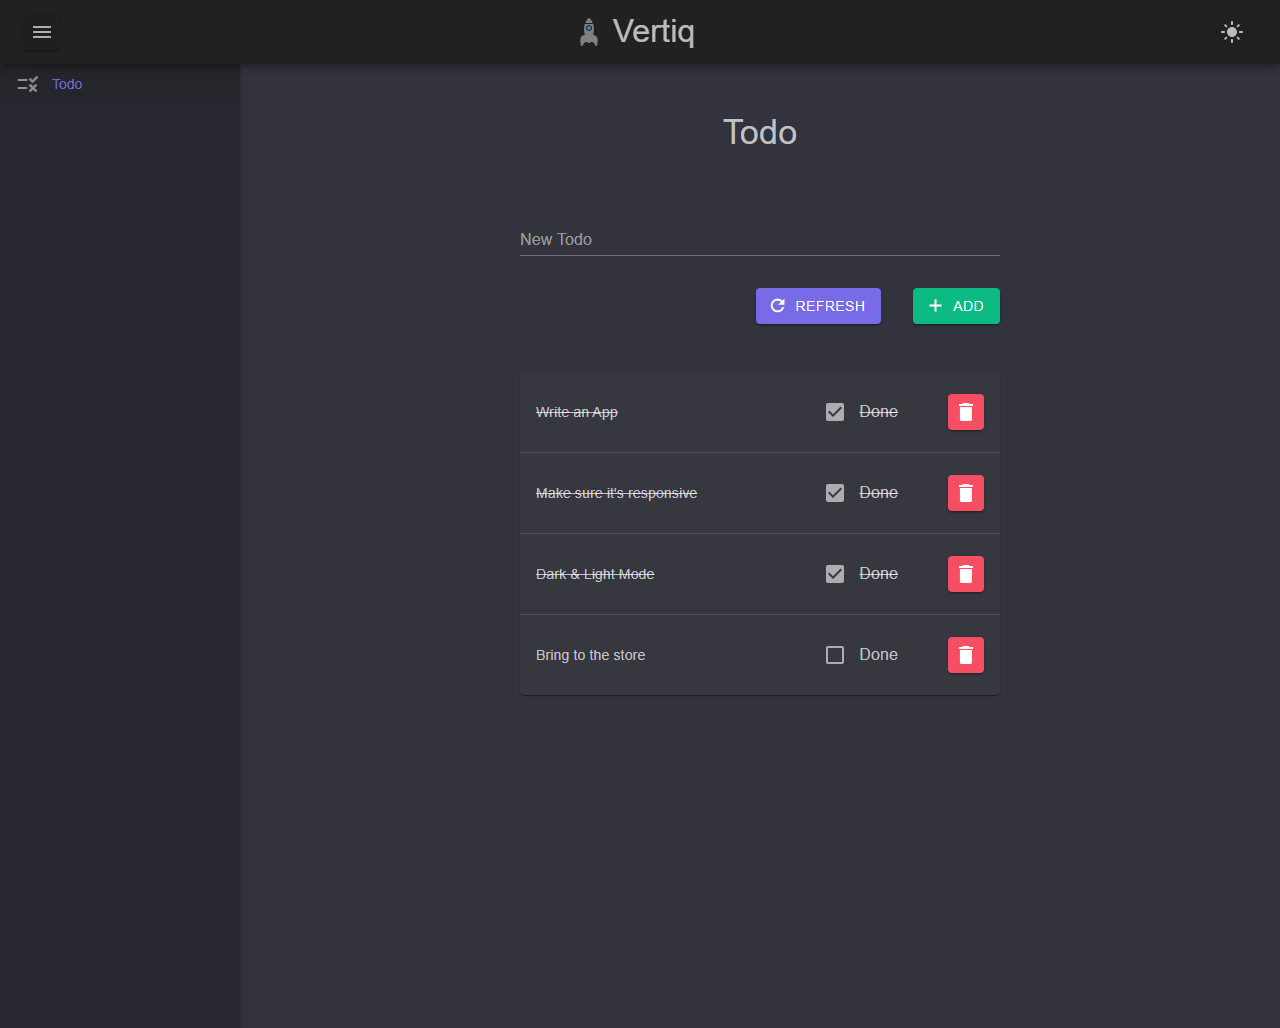 Vertiq
Todo
Todo
New Todo
REFRESH
ADD
Write an App
Done
Make sure it's responsive
Done
Dark & Light Mode
Done
Bring to the store
Done